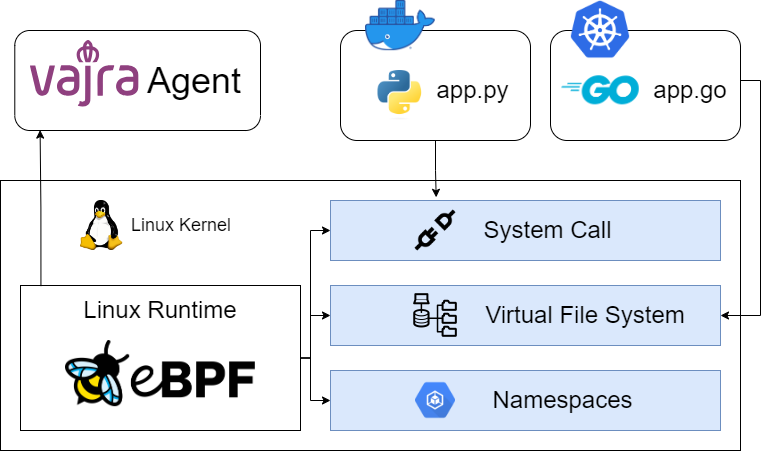 vajra Agent
app.py
GO app.go
Linux Kernel
System Call
Linux Runtime
Virtual File System
eBPF
Namespaces